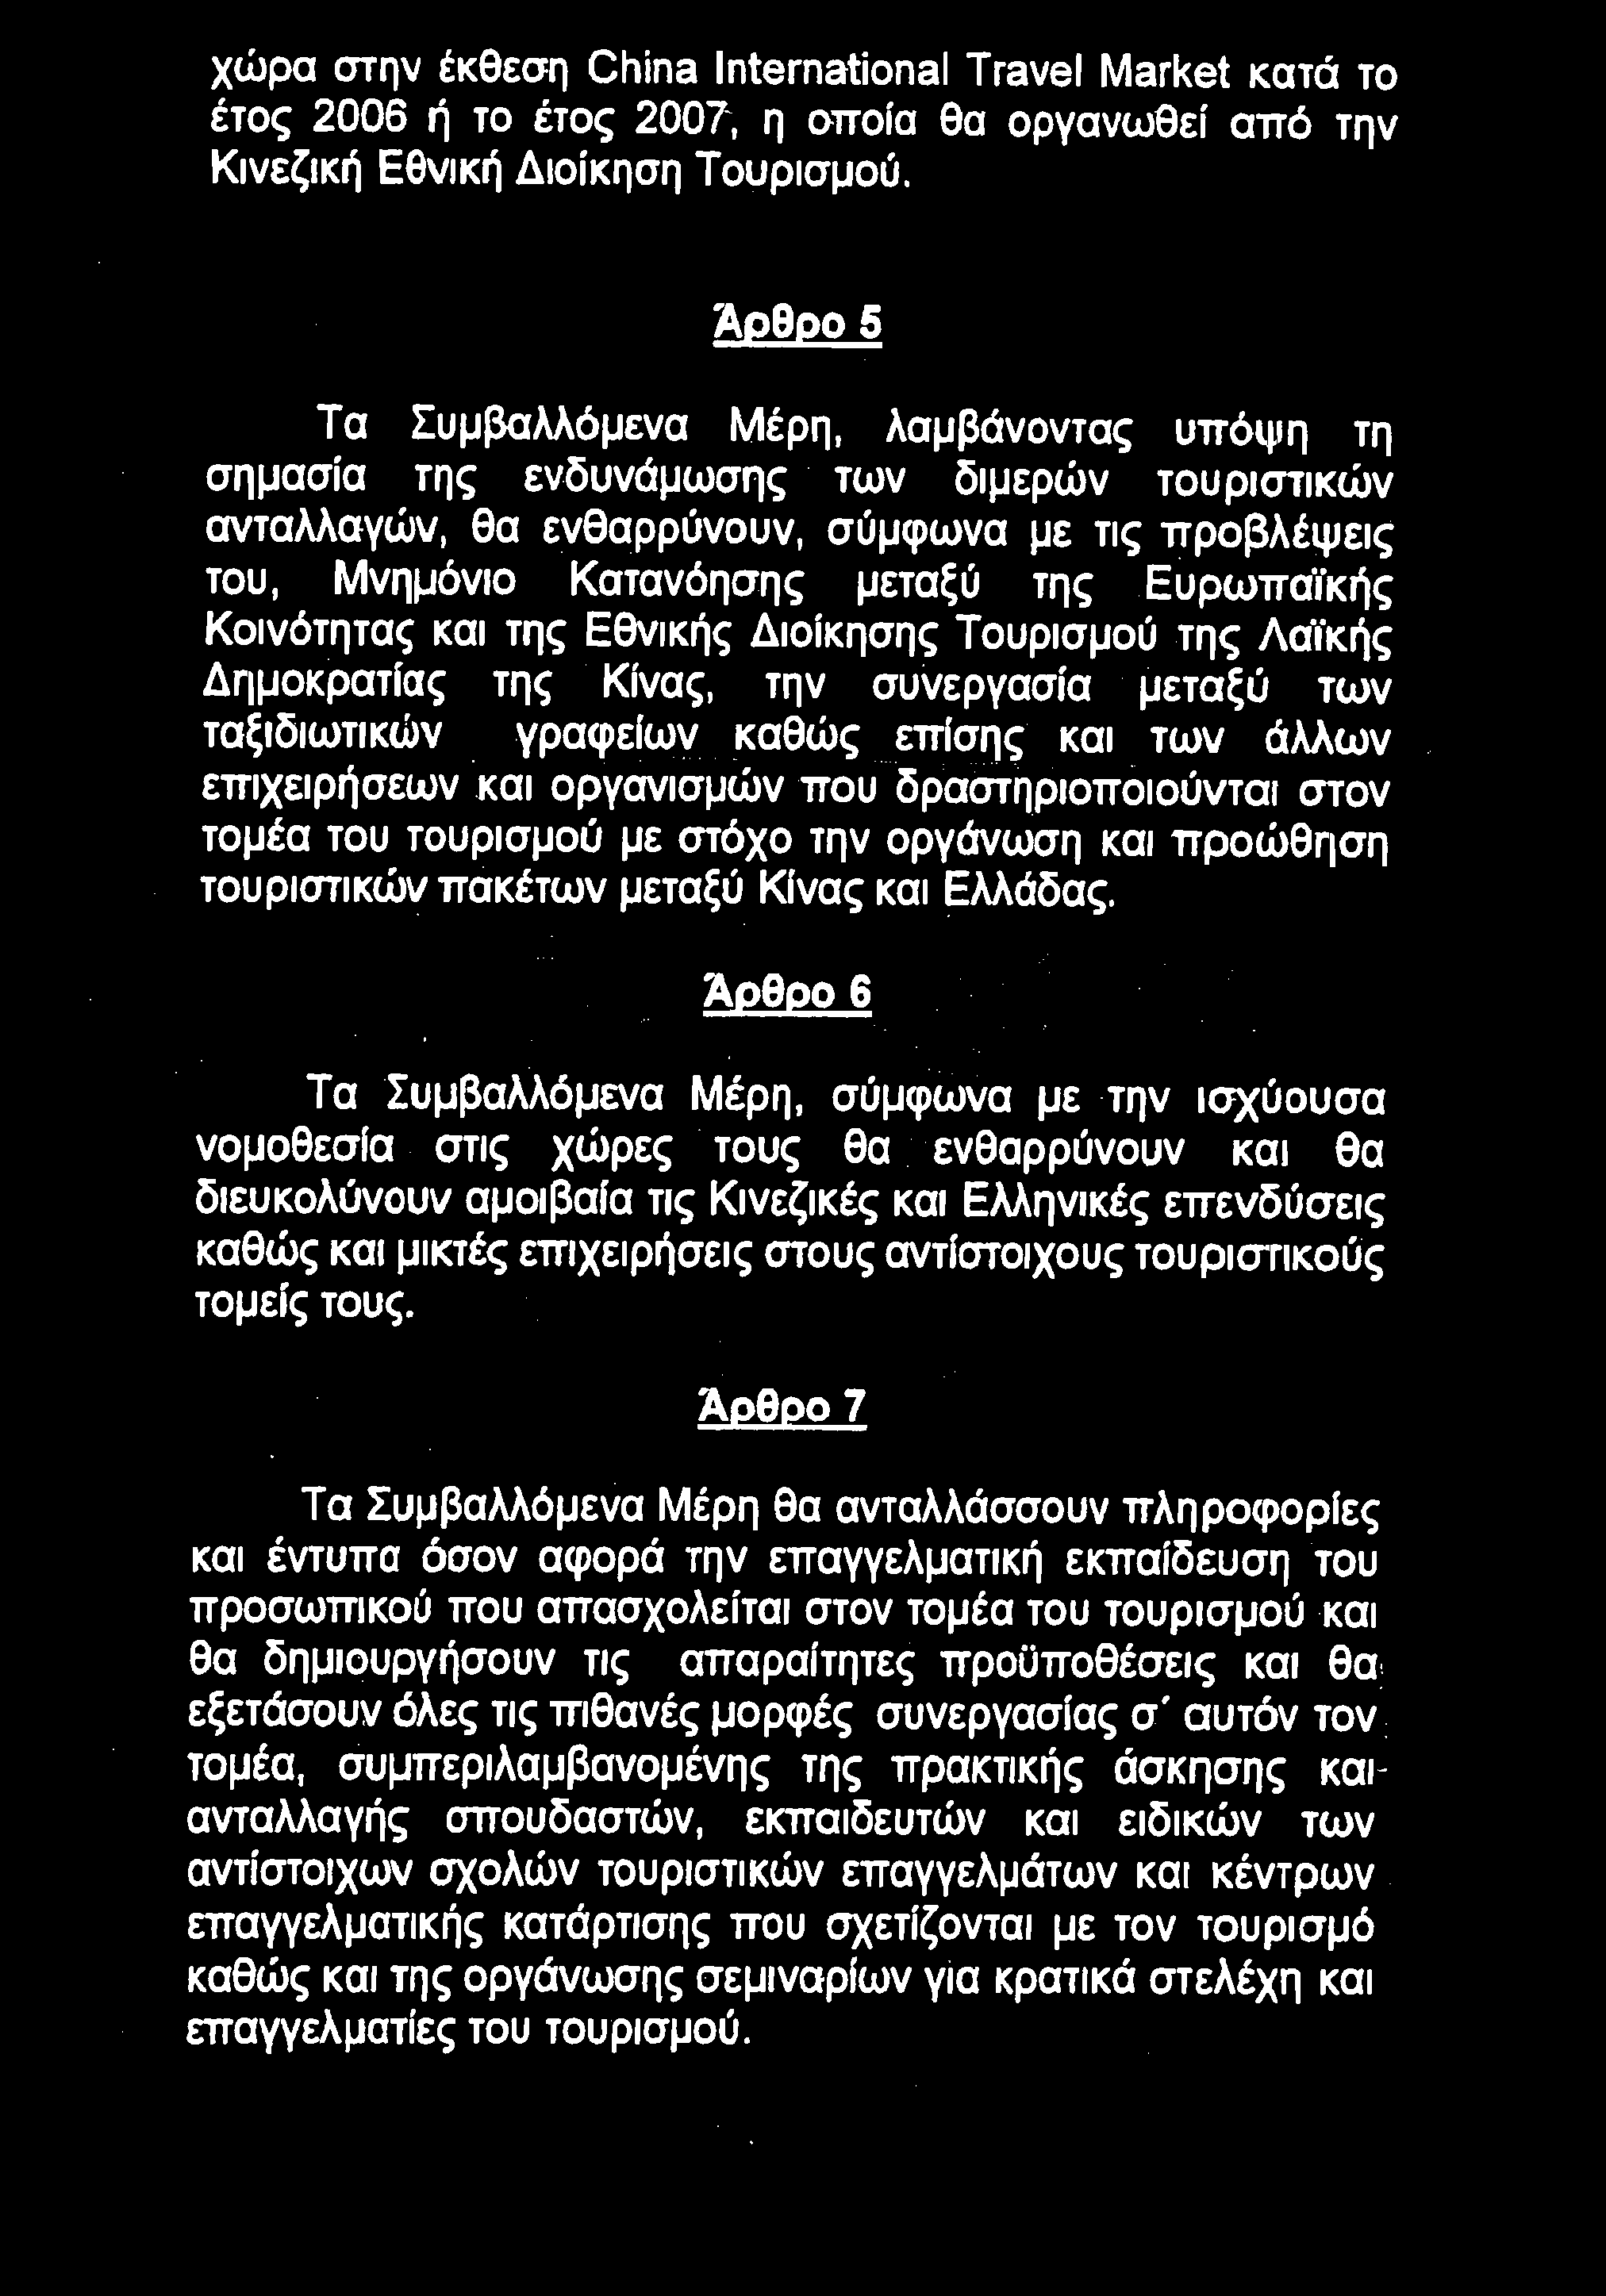 χώρα στην έκθεση China International Travel Market κατά το
έτος 2006 ή το έτος 2007, η οποία θα οργανωθεί από την
Κινεζική Εθνική Διοίκηση Τουρισμού.
Άρθρο 5
Τα Συμβαλλόμενα Μέρη, λαμβάνοντας υπόψη τη
σημασία της ενδυνάμωσης των διμερών τουριστικών
ανταλλαγών, θα ενθαρρύνουν, σύμφωνα με τις προβλέψεις
του, Μνημόνιο Κατανόησης μεταξύ της Ευρωπαϊκής
Κοινότητας και της Εθνικής Διοίκησης Τουρισμού της Λαϊκής
Δημοκρατίας της Κίνας, την συνεργασία μεταξύ των
ταξιδιωτικών γραφείων καθώς επίσης και των άλλων
επιχειρήσεων και οργανισμών που δραστηριοποιούνται στον
τομέα του τουρισμού με στόχο την οργάνωση και προώθηση
τουριστικών πακέτων μεταξύ Κίνας και Ελλάδας.
Άρθρο 6
Τα Συμβαλλόμενα Μέρη, σύμφωνα με την ισχύουσα
νομοθεσία στις χώρες τους θα ενθαρρύνουν και θα
διευκολύνουν αμοιβαία τις Κινεζικές και Ελληνικές επενδύσεις
καθώς και μικτές επιχειρήσεις στους αντίστοιχους τουριστικούς
τομείς τους.
Άρθρο 7
Τα Συμβαλλόμενα Μέρη θα ανταλλάσσουν πληροφορίες
και έντυπα όσον αφορά την επαγγελματική εκπαίδευση του
προσωπικού που απασχολείται στον τομέα του τουρισμού και
θα δημιουργήσουν τις απαραίτητες προϋποθέσεις και θα
εξετάσουν όλες τις πιθανές μορφές συνεργασίας σ' αυτόν τον
τομέα, συμπεριλαμβανομένης της πρακτικής άσκησης και
ανταλλαγής σπουδαστών, εκπαιδευτών και ειδικών των
αντίστοιχων σχολών τουριστικών επαγγελμάτων και κέντρων
επαγγελματικής κατάρτισης που σχετίζονται με τον τουρισμό
καθώς και της οργάνωσης σεμιναρίων για κρατικά στελέχη και
επαγγελματίες του τουρισμού.